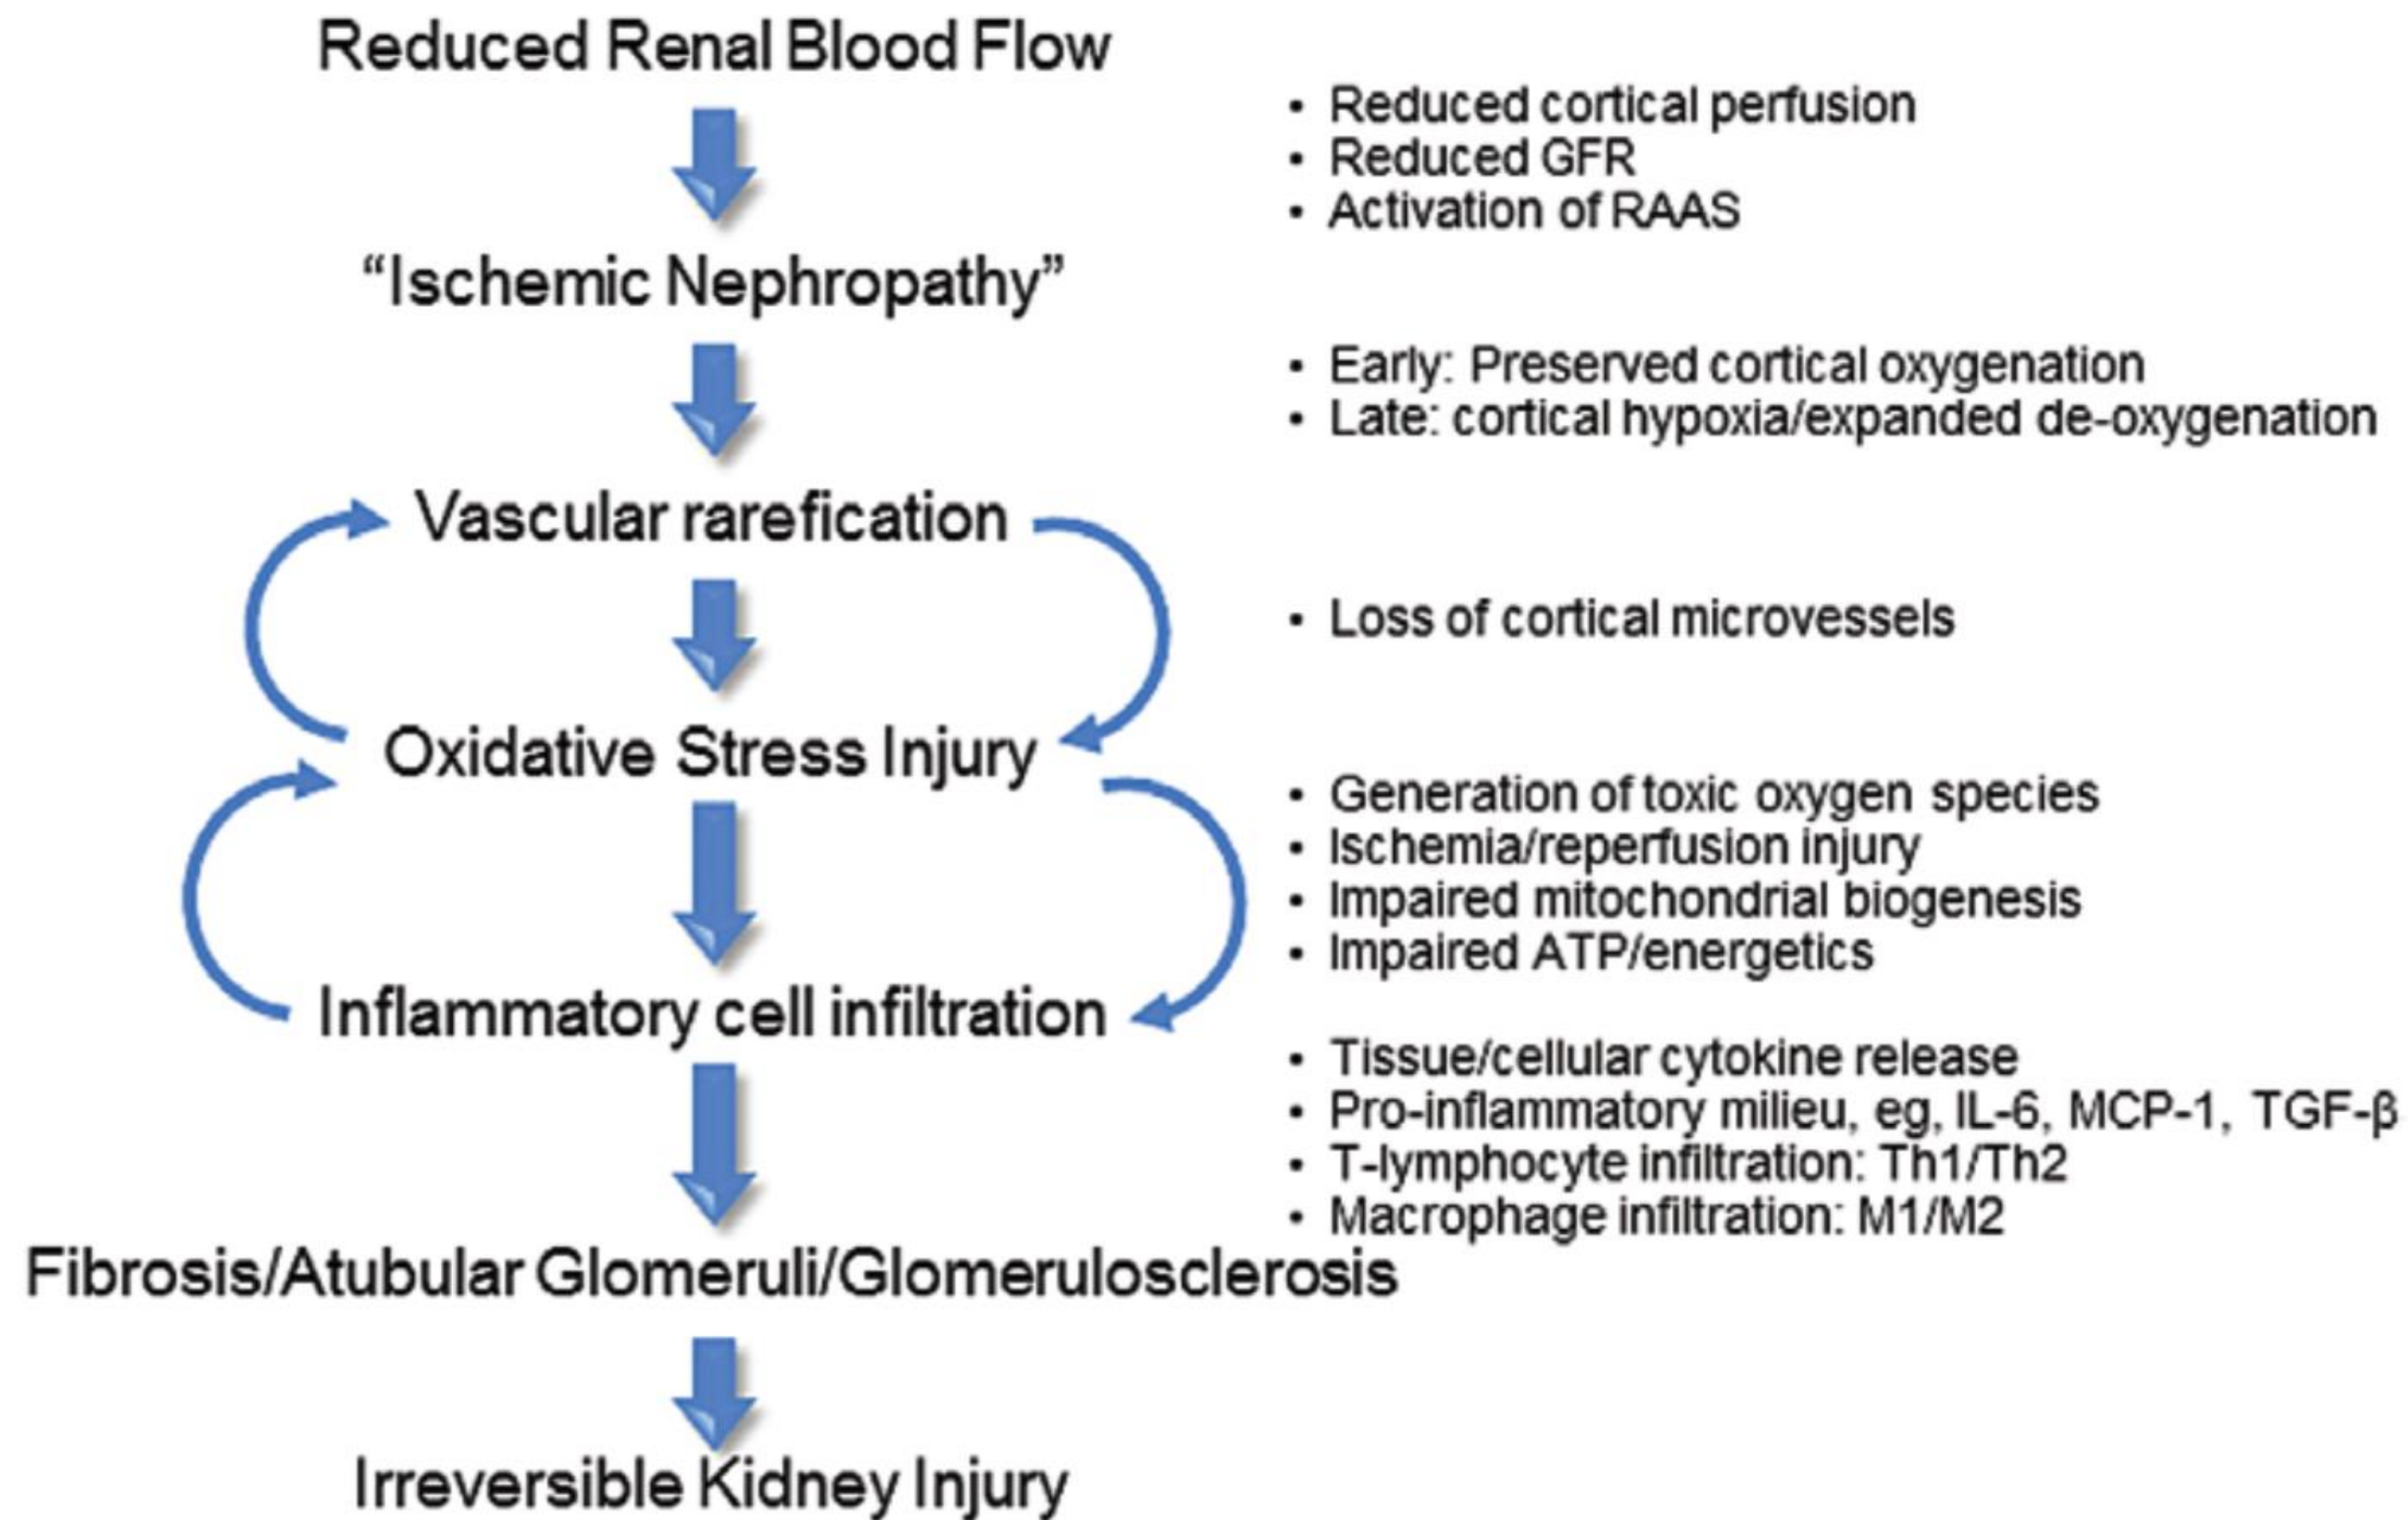 Reduced Renal Blood Flow
• Reduced cortical perfusion
• Reduced GFR
• Activation of RAAS
“Ischemic Nephropathy”
• Early: Preserved cortical oxygenation
• Late: cortical hypoxia/expanded de-oxygenation
Vascular rarefication
• Loss of cortical microvessels
Oxidative Stress Injury
• Generation of toxic oxygen species
• Ischemia/reperfusion injury
• Impaired mitochondrial biogenesis
• Impaired ATP/energetics
Inflammatory cell infiltration
• Tissue/cellular cytokine release
• Pro-inflammatory milieu, eg, IL-6, MCP-1, TGF-β
• T-lymphocyte infiltration: Th1/Th2
• Macrophage infiltration: M1/M2
Fibrosis/Atubular Glomeruli/Glomerulosclerosis
Irreversible Kidney Injury